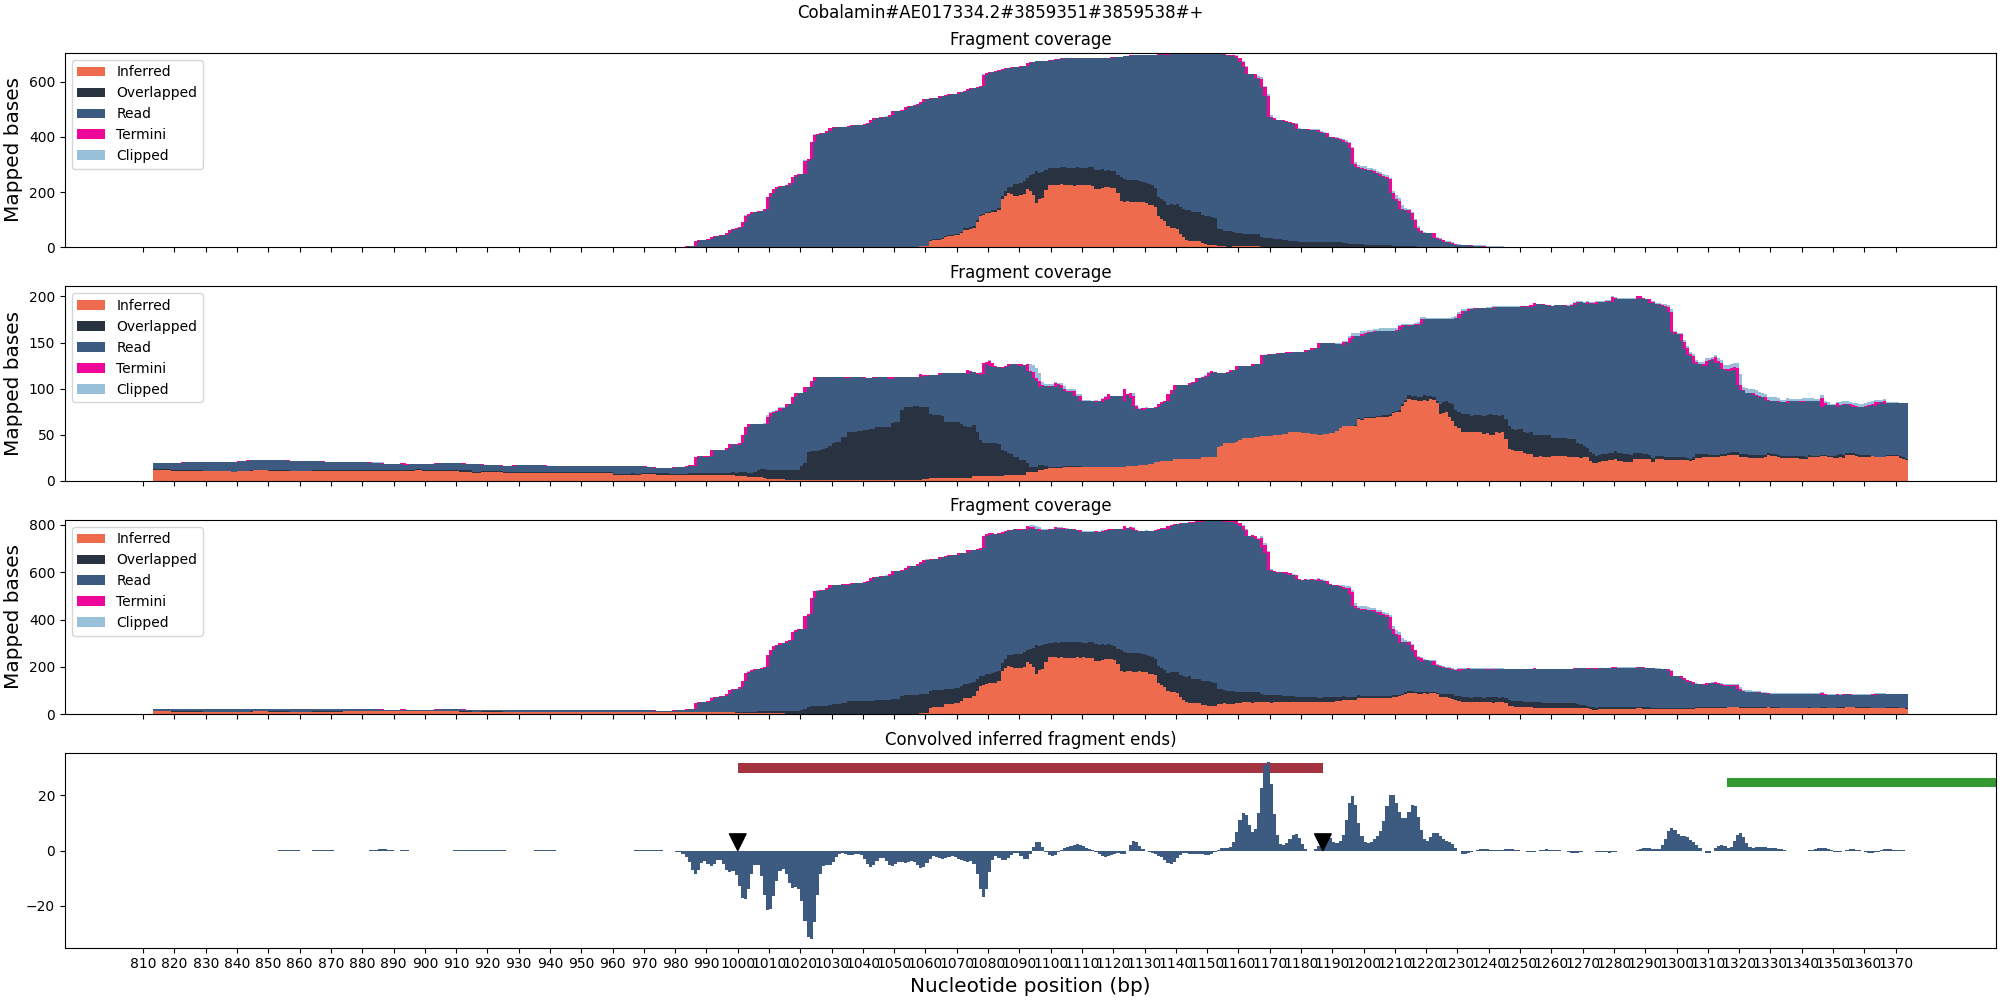 Cobalamin#AE017334.2#3859351#3859538#+
Fragment coverage
Mapped bases
600
400
200
0
Inferred
Overlapped
Read
Termini
Clipped
Fragment coverage
Mapped bases
200
150
100
50
0
Inferred
Overlapped
Read
Termini
Clipped
Fragment coverage
Mapped bases
800
600
400
200
0
Inferred
Overlapped
Read
Termini
Clipped
Convolved inferred fragment ends)
20
0
−20
810 820 830 840 850 860 870 880 890 900 910 920 930 940 950 960 970 980 990 1000 1010 1020 1030 1040 1050 1060 1070 1080 1090 1100 1110 1120 1130 1140 1150 1160 1170 1180 1190 1200 1210 1220 1230 1240 1250 1260 1270 1280 1290 1300 1310 1320 1330 1340 1350 1360 1370
Nucleotide position (bp)